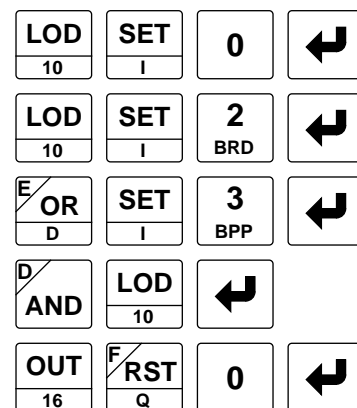 LOD SET 0
10 I
LOD SET 2
10 I BRD
E OR SET 3
D I BPP
D AND LOD
10
OUT F RST 0
16 Q